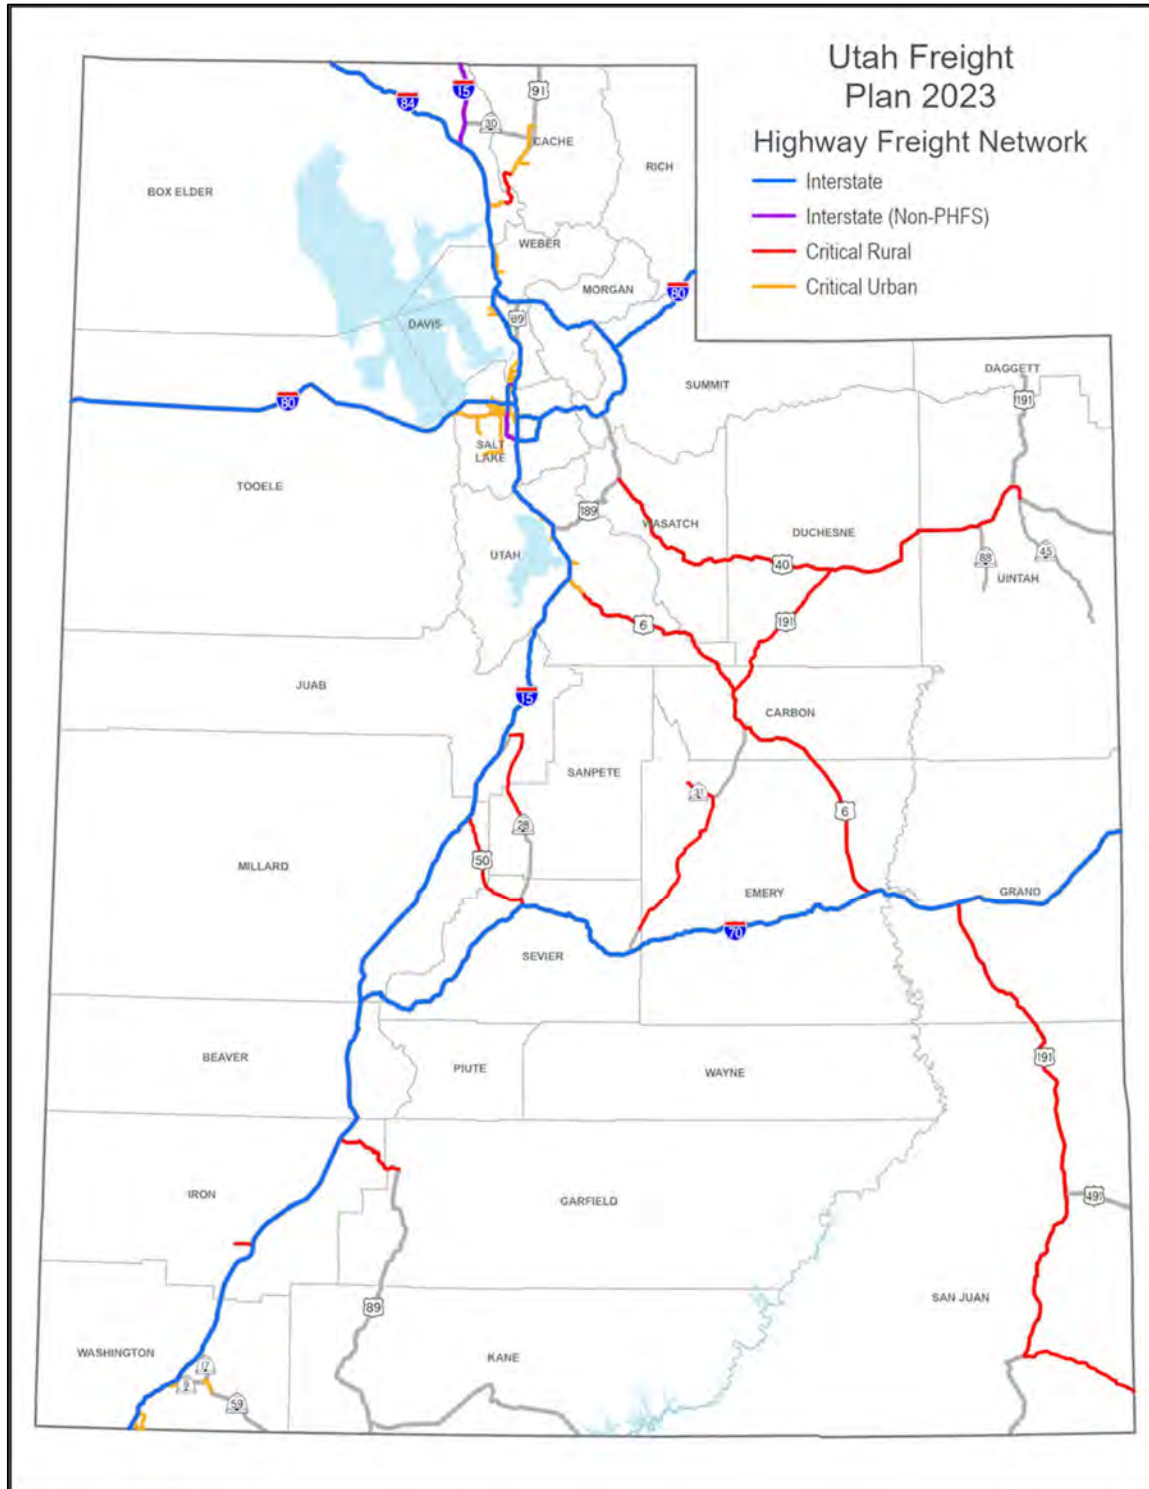 Utah Freight
Plan 2023
Highway Freight Network
Interstate
Interstate (Non-PHFS)
Critical Rural
Critical Urban
15
91
84
30
CACHE
RICH
BOX ELDER
WEBER
MORGAN
80
89
DAVIS
SUMMIT
DAGGETT
191
80
SALT
LAKE
TOOELE
189
WASATCH
DUCHESNE
UTAH
40
88
45
UINTAH
6
191
JUAB
15
CARBON
SANPETE
31
6
28
MILLARD
50
EMERY
GRAND
70
SEVIER
191
BEAVER
PIUTE
WAYNE
IRON
GARFIELD
491
SAN JUAN
89
WASHINGTON
17
KANE
9
59